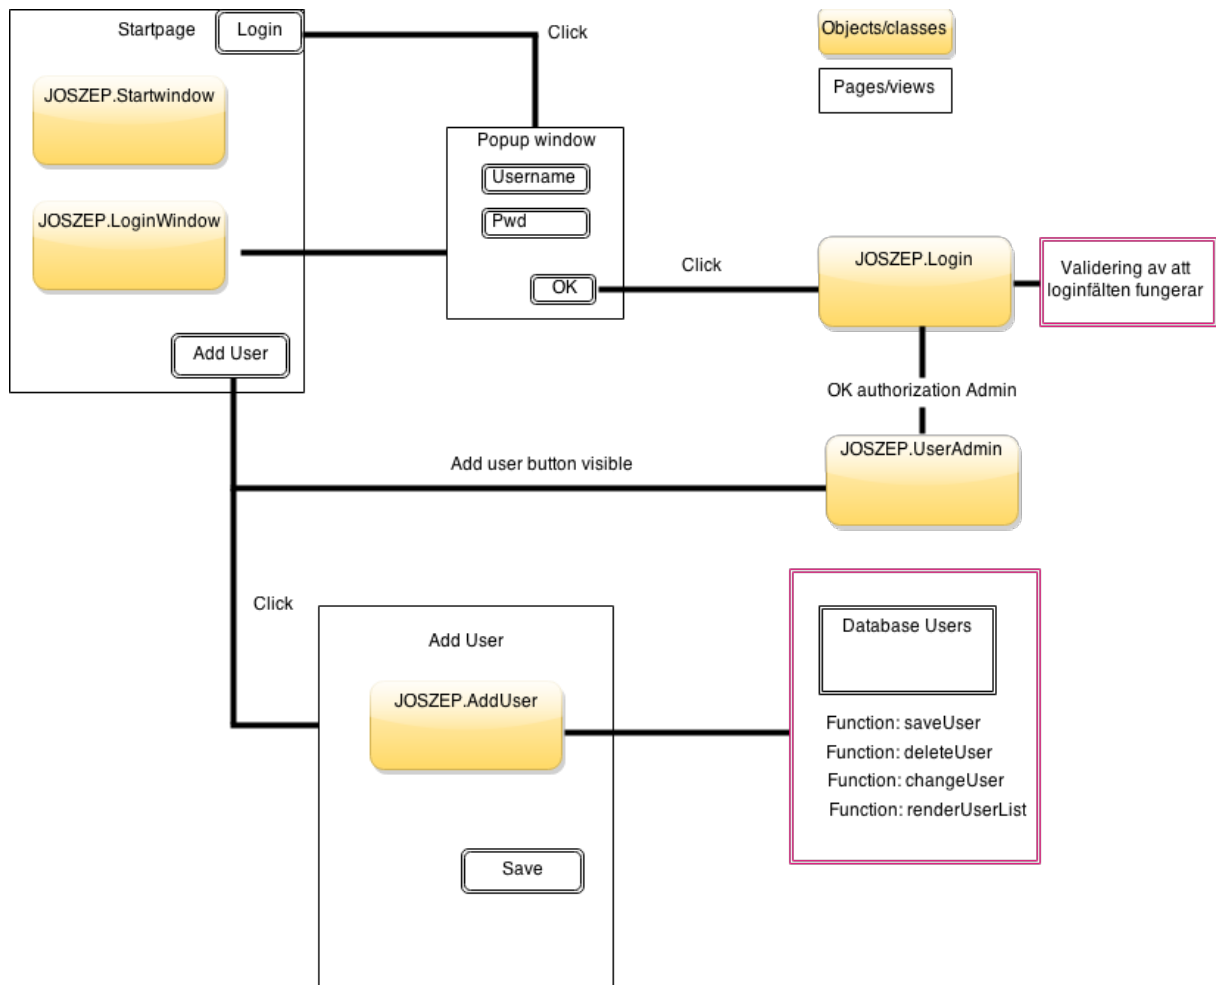 Startpage
Login
Click
Objects/classes
Pages/views
JOSZEP.Startwindow
Popup window
Username
Pwd
OK
JOSZEP.LoginWindow
Click
JOSZEP.Login
Validering av att
loginfälten fungerar
Add User
OK authorization Admin
JOSZEP.UserAdmin
Add user button visible
Click
Add User
JOSZEP.AddUser
Save
Database Users
Function: saveUser
Function: deleteUser
Function: changeUser
Function: renderUserList